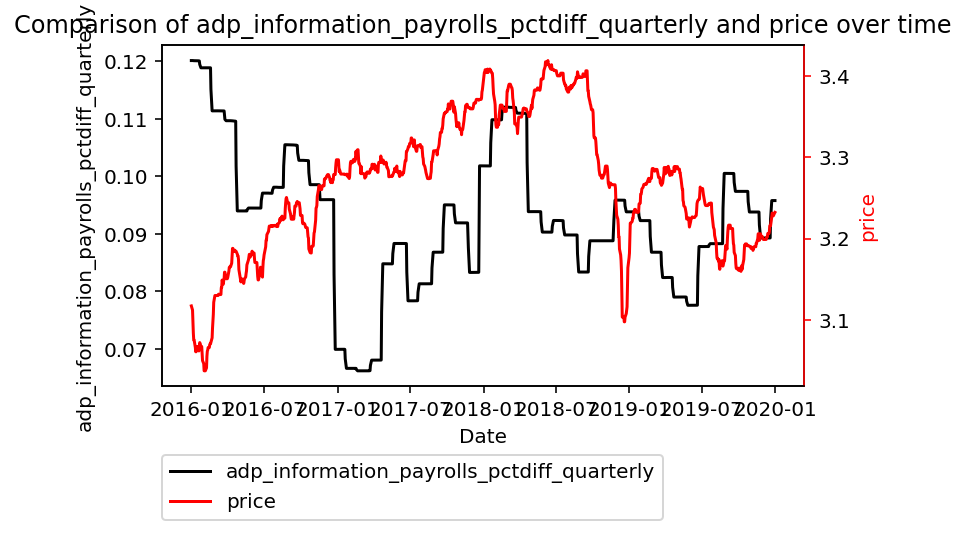 Comparison of adp_information_payrolls_pctdiff_quarterly and price over time
adp_information_payrolls_pctdiff_quarterly
0.12
0.11
0.10
0.09
0.08
0.07
3.4
3.3
3.2
3.1
price
2016-01 2016-07 2017-01 2017-07 2018-01 2018-07 2019-01 2019-07 2020-01
Date
adp_information_payrolls_pctdiff_quarterly
price